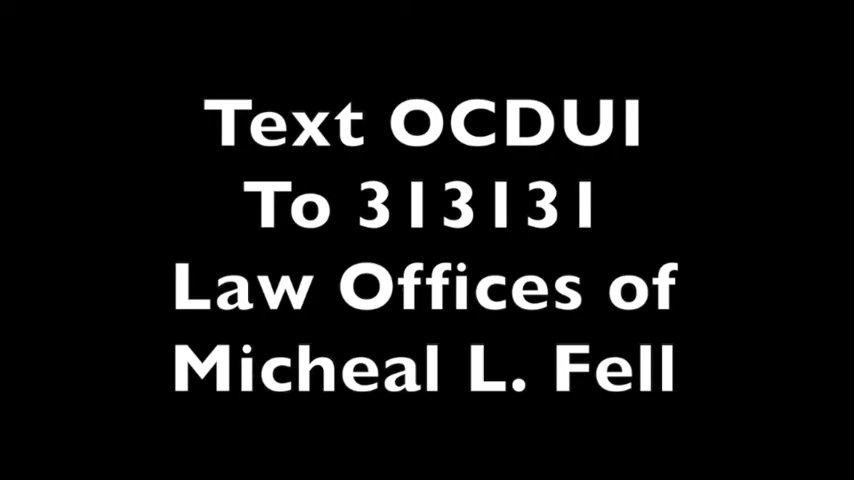 Text OCDUI
To 313131
Law Offices of
Micheal L. Fell